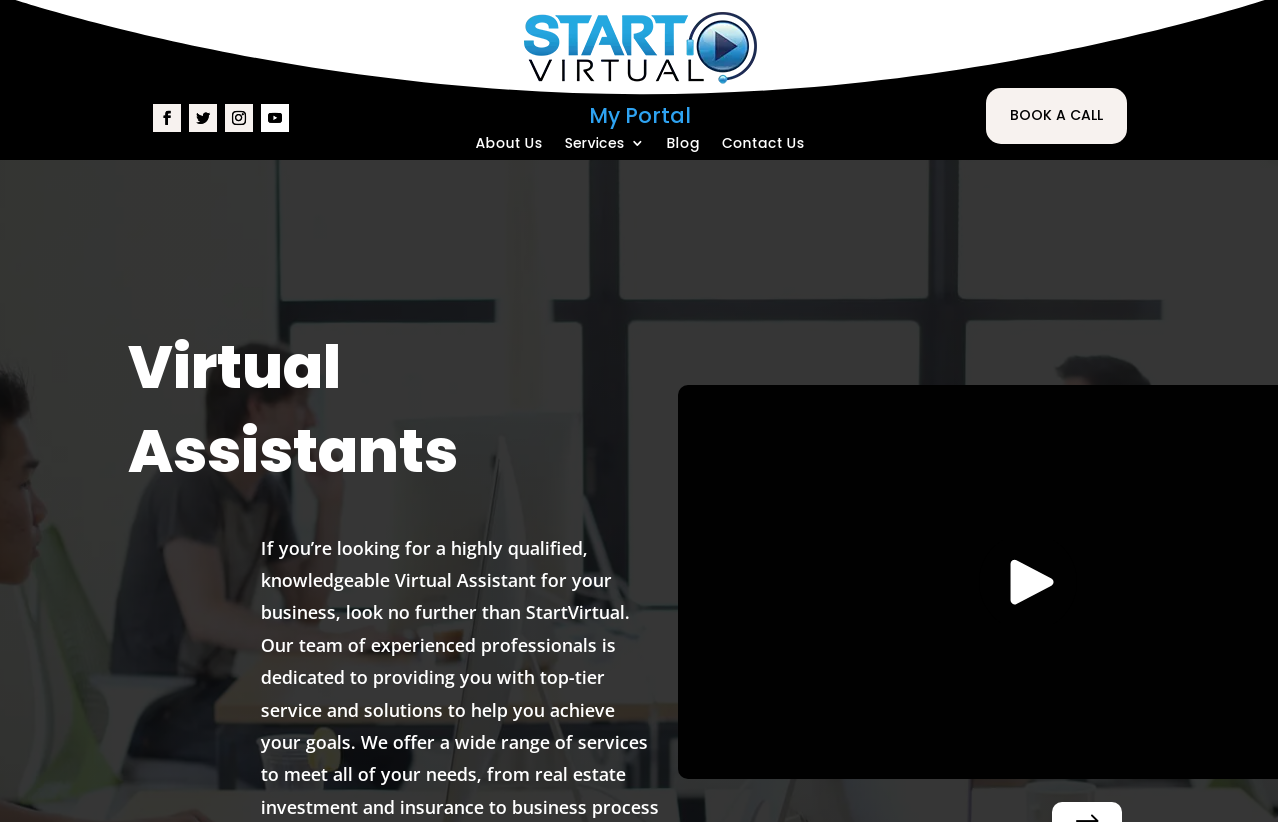 START
VIRTUAL
My Portal
BOOK A CALL
About Us Services Blog Contact Us
Virtual
Assistants
If you’re looking for a highly qualified,
knowledgeable Virtual Assistant for your
business, look no further than StartVirtual.
Our team of experienced professionals is
dedicated to providing you with top-tier
service and solutions to help you achieve
your goals. We offer a wide range of services
to meet all of your needs, from real estate
investment and insurance to business process